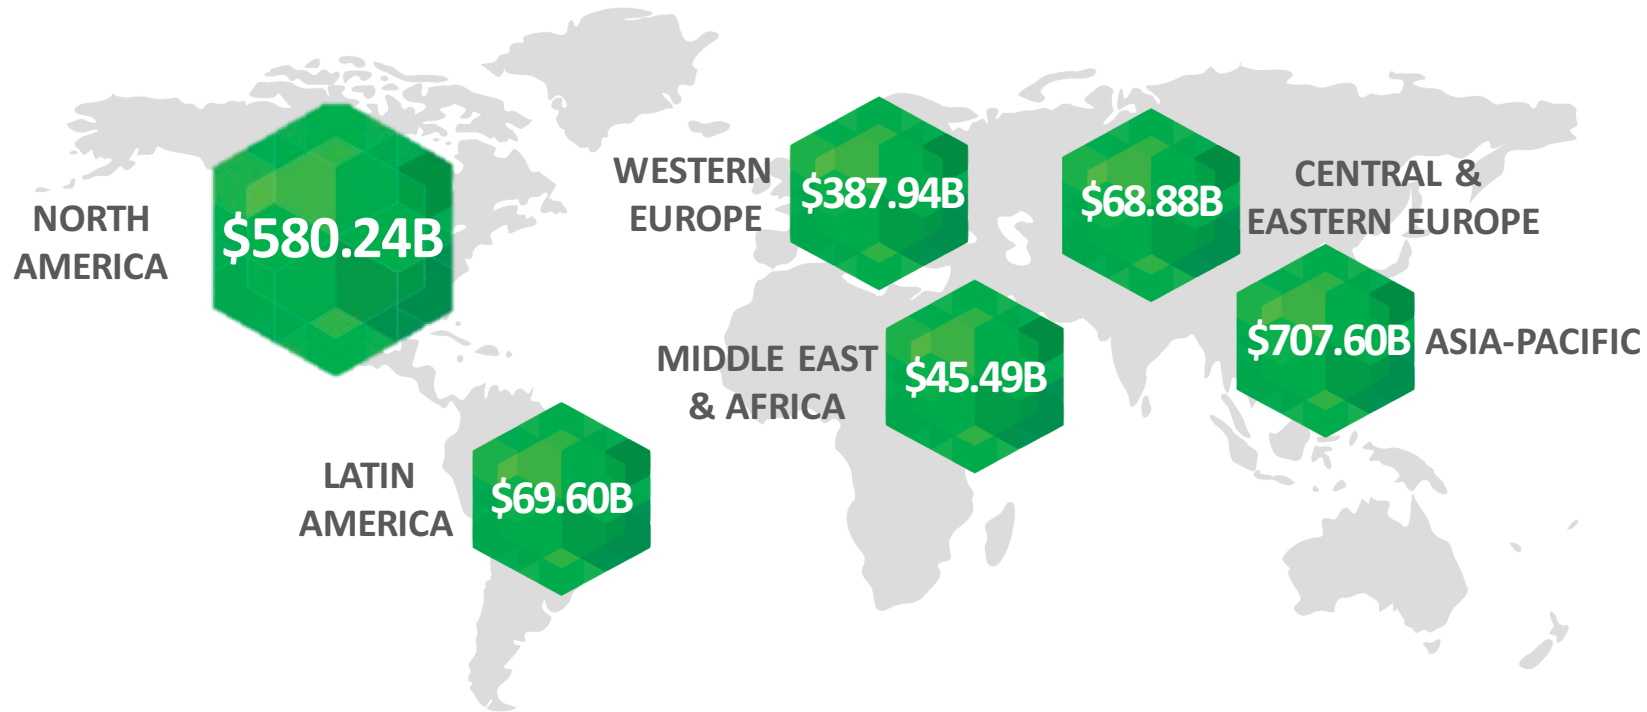 NORTH
AMERICA
$580.24B
WESTERN
EUROPE
$387.94B
$68.88B
CENTRAL &
EASTERN EUROPE
MIDDLE EAST
& AFRICA
$45.49B
$707.60B
ASIA-PACIFIC
LATIN
AMERICA
$69.60B